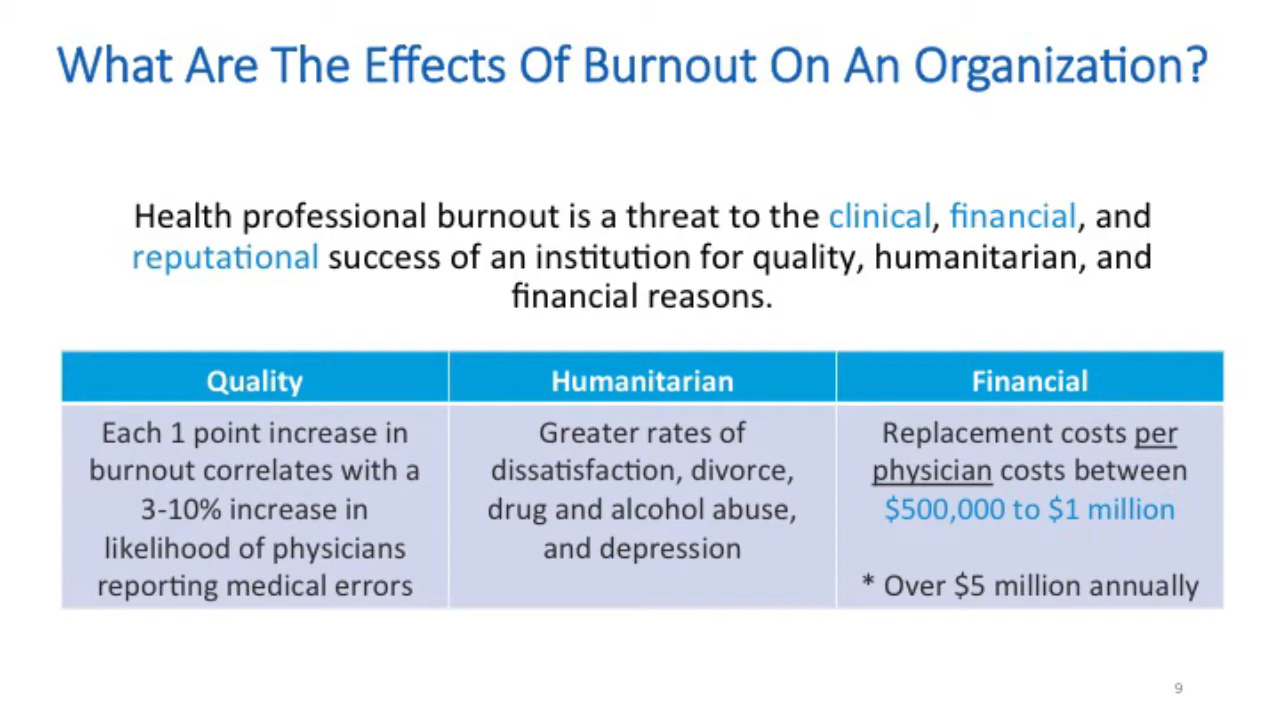 What Are The Effects Of Burnout On An Organization?
Health professional burnout is a threat to the clinical, financial, and
reputational success of an institution for quality, humanitarian, and
financial reasons.
Quality
Humanitarian
Financial
Each 1 point increase in
burnout correlates with a
3-10% increase in
likelihood of physicians
reporting medical errors
Greater rates of
dissatisfaction, divorce,
drug and alcohol abuse,
and depression
Replacement costs per
physician costs between
$500,000 to $1 million
* Over $5 million annually
9